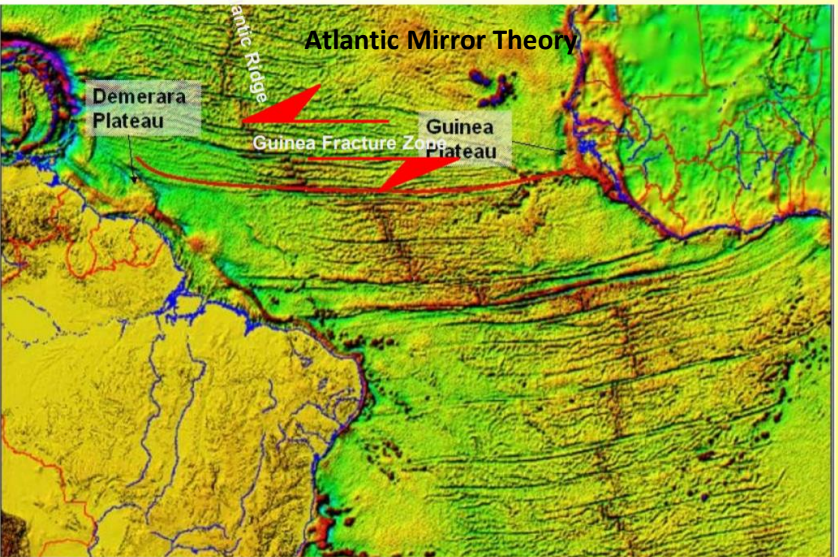 Atlantic Mirror Theory
antic Ridge
Demerara
Plateau
Guinea
Plateau
Guinea Fracture Zone